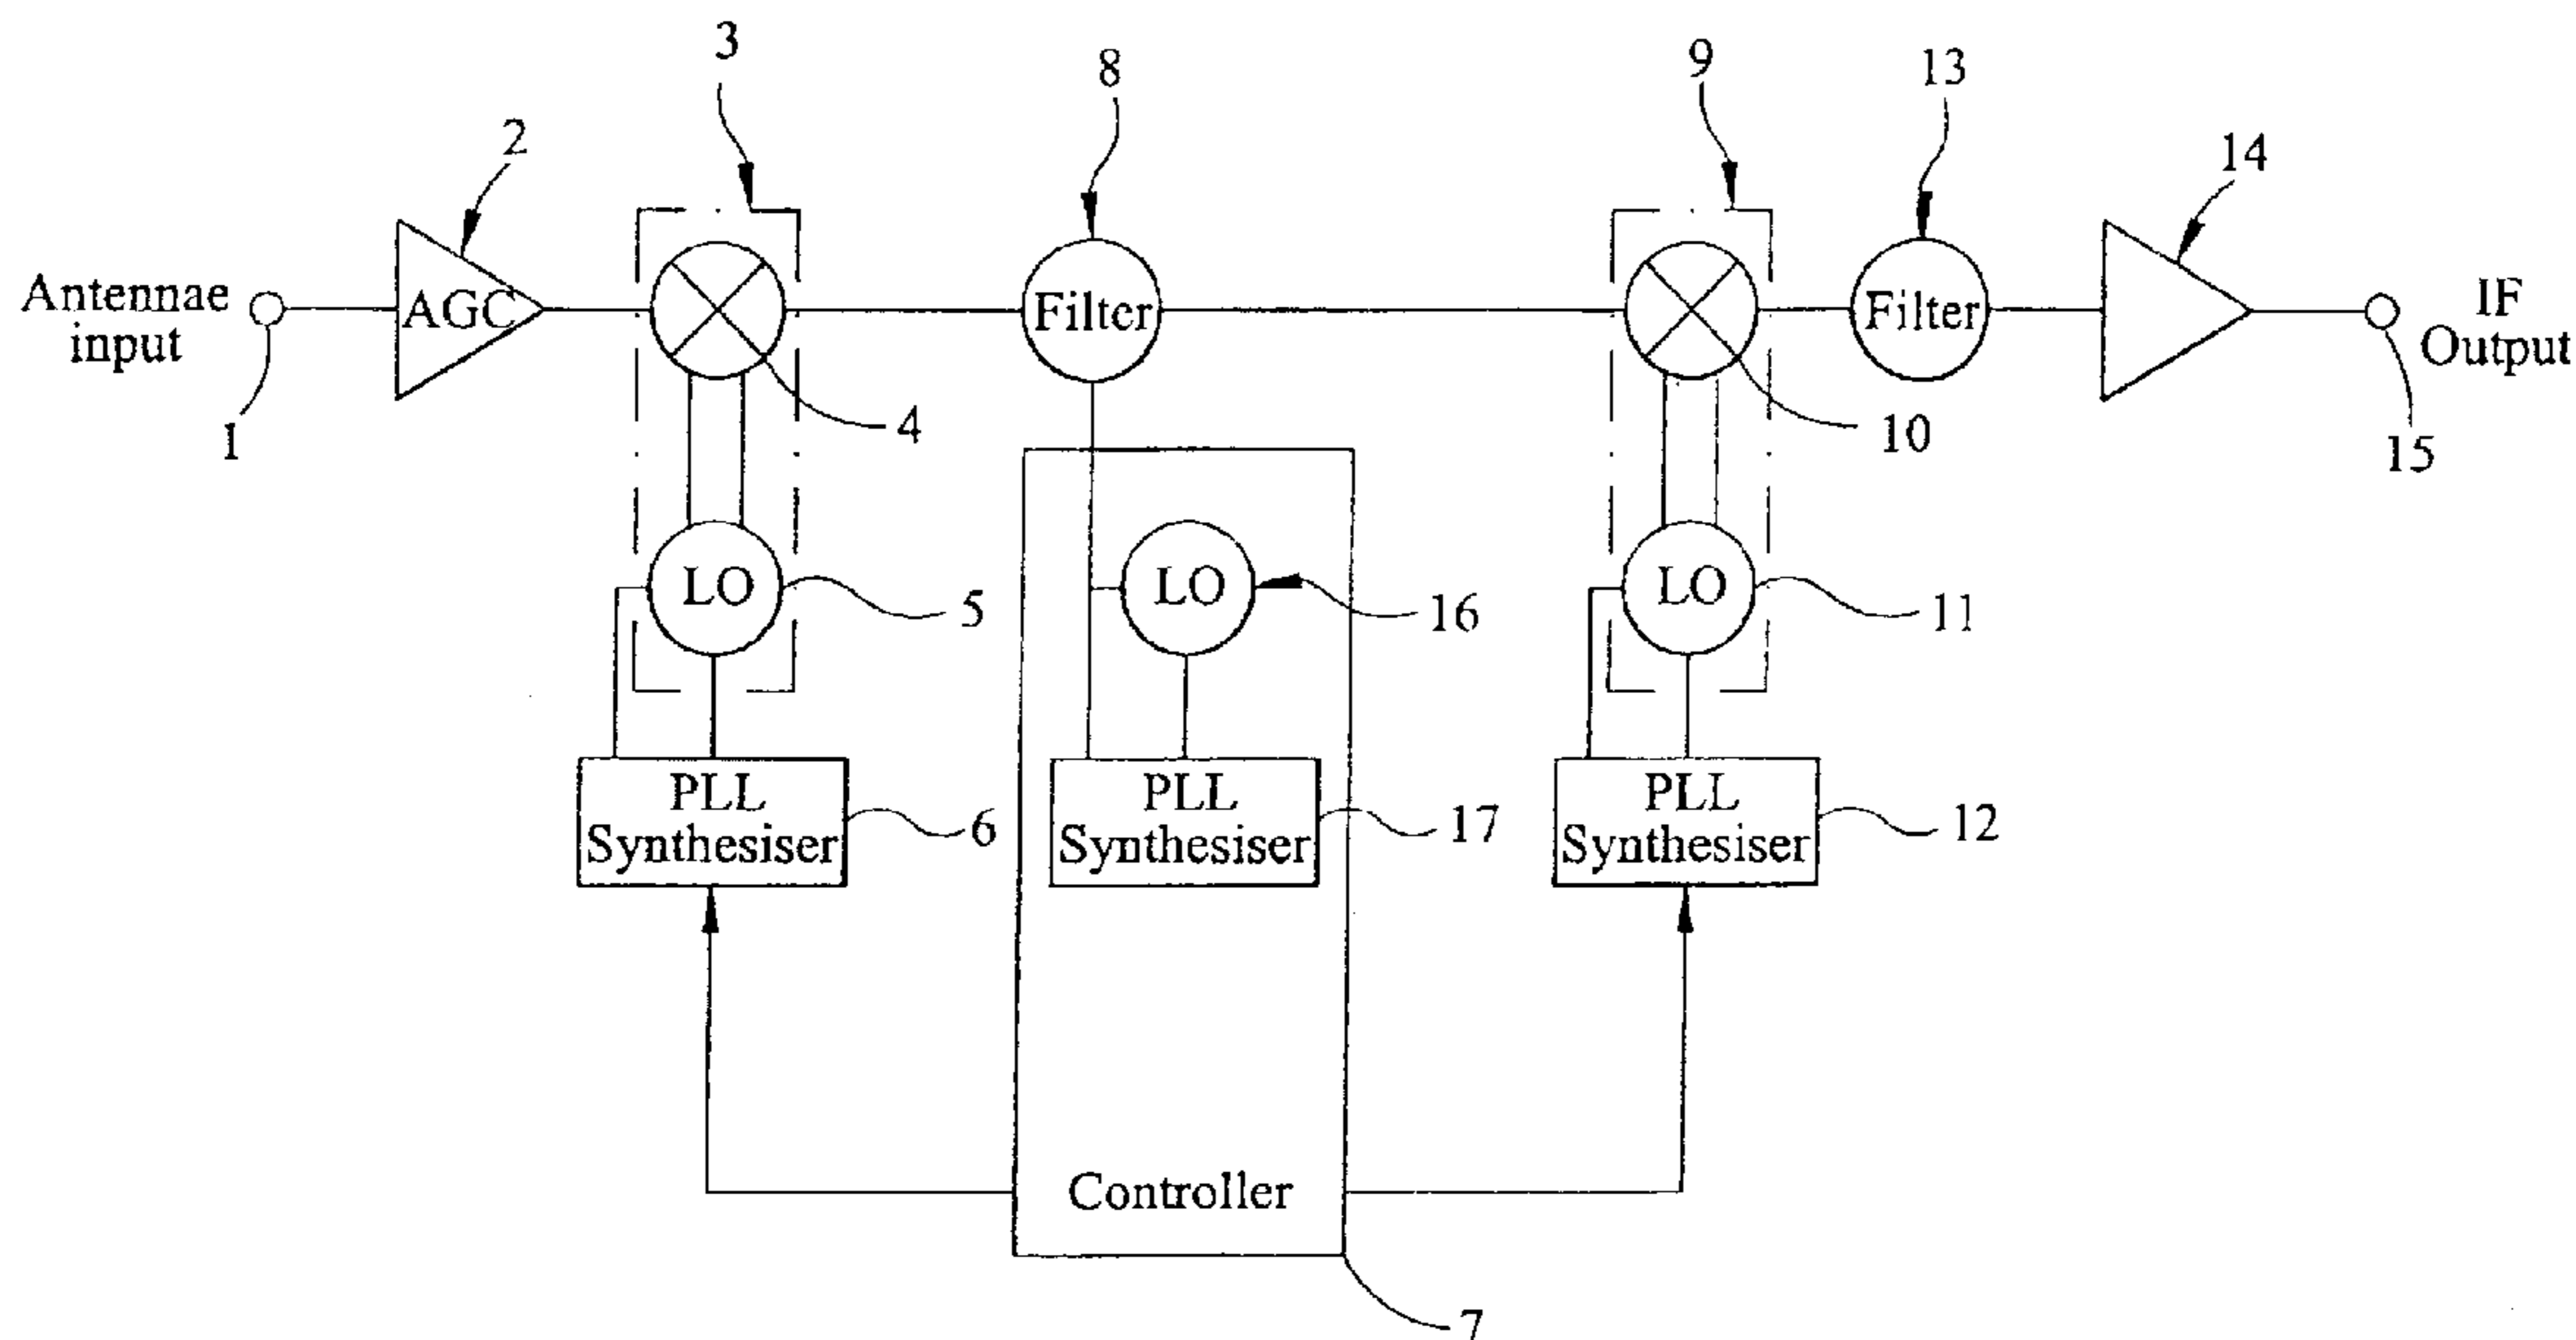 3
8
9
13
2
14
Antennae
input
AGC
Filter
Filter
IF
Output
1
4
10
15
LO
LO
LO
5
16
11
PLL
Synthesiser
PLL
Synthesiser
PLL
Synthesiser
6
17
12
Controller
7